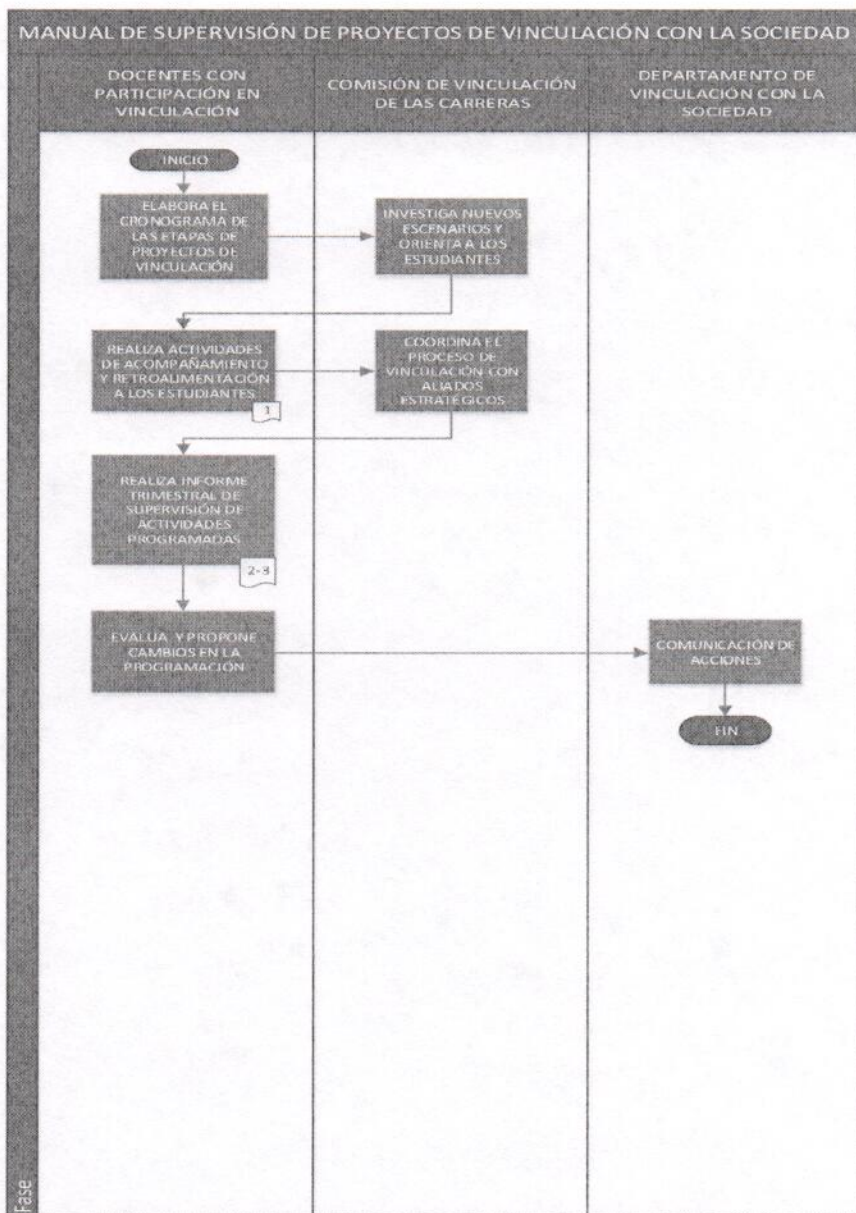 MANUAL DE SUPERVISIÓN DE PROYECTOS DE VINCULACIÓN CON LA SOCIEDAD
DOCENTES CON
PARTICIPACIÓN EN
VINCULACIÓN
COMISIÓN DE VINCULACIÓN
DE LAS CARRERAS
DEPARTAMENTO DE
VINCULACIÓN CON LA
SOCIEDAD
INICIO
ELABORA EL
CRONOGRAMA DE
LAS ETAPAS DE
PROYECTOS DE
VINCULACIÓN
INVESTIGA NUEVOS
ESCENARIOS Y
ORIENTA A LOS
ESTUDIANTES
REALIZA ACTIVIDADES
DE ACOMPAÑAMIENTO
Y RETROALIMENTACIÓN
A LOS ESTUDIANTES
1
COORDINA EL
PROCESO DE
VINCULACIÓN CON
ALIADOS
ESTRATÉGICOS
REALIZA INFORME
TRIMESTRAL DE
SUPERVISIÓN DE
ACTIVIDADES
PROGRAMADAS
2-3
EVALUA Y PROPONE
CAMBIOS EN LA
PROGRAMACIÓN
COMUNICACIÓN DE
ACCIONES
FIN
Fase